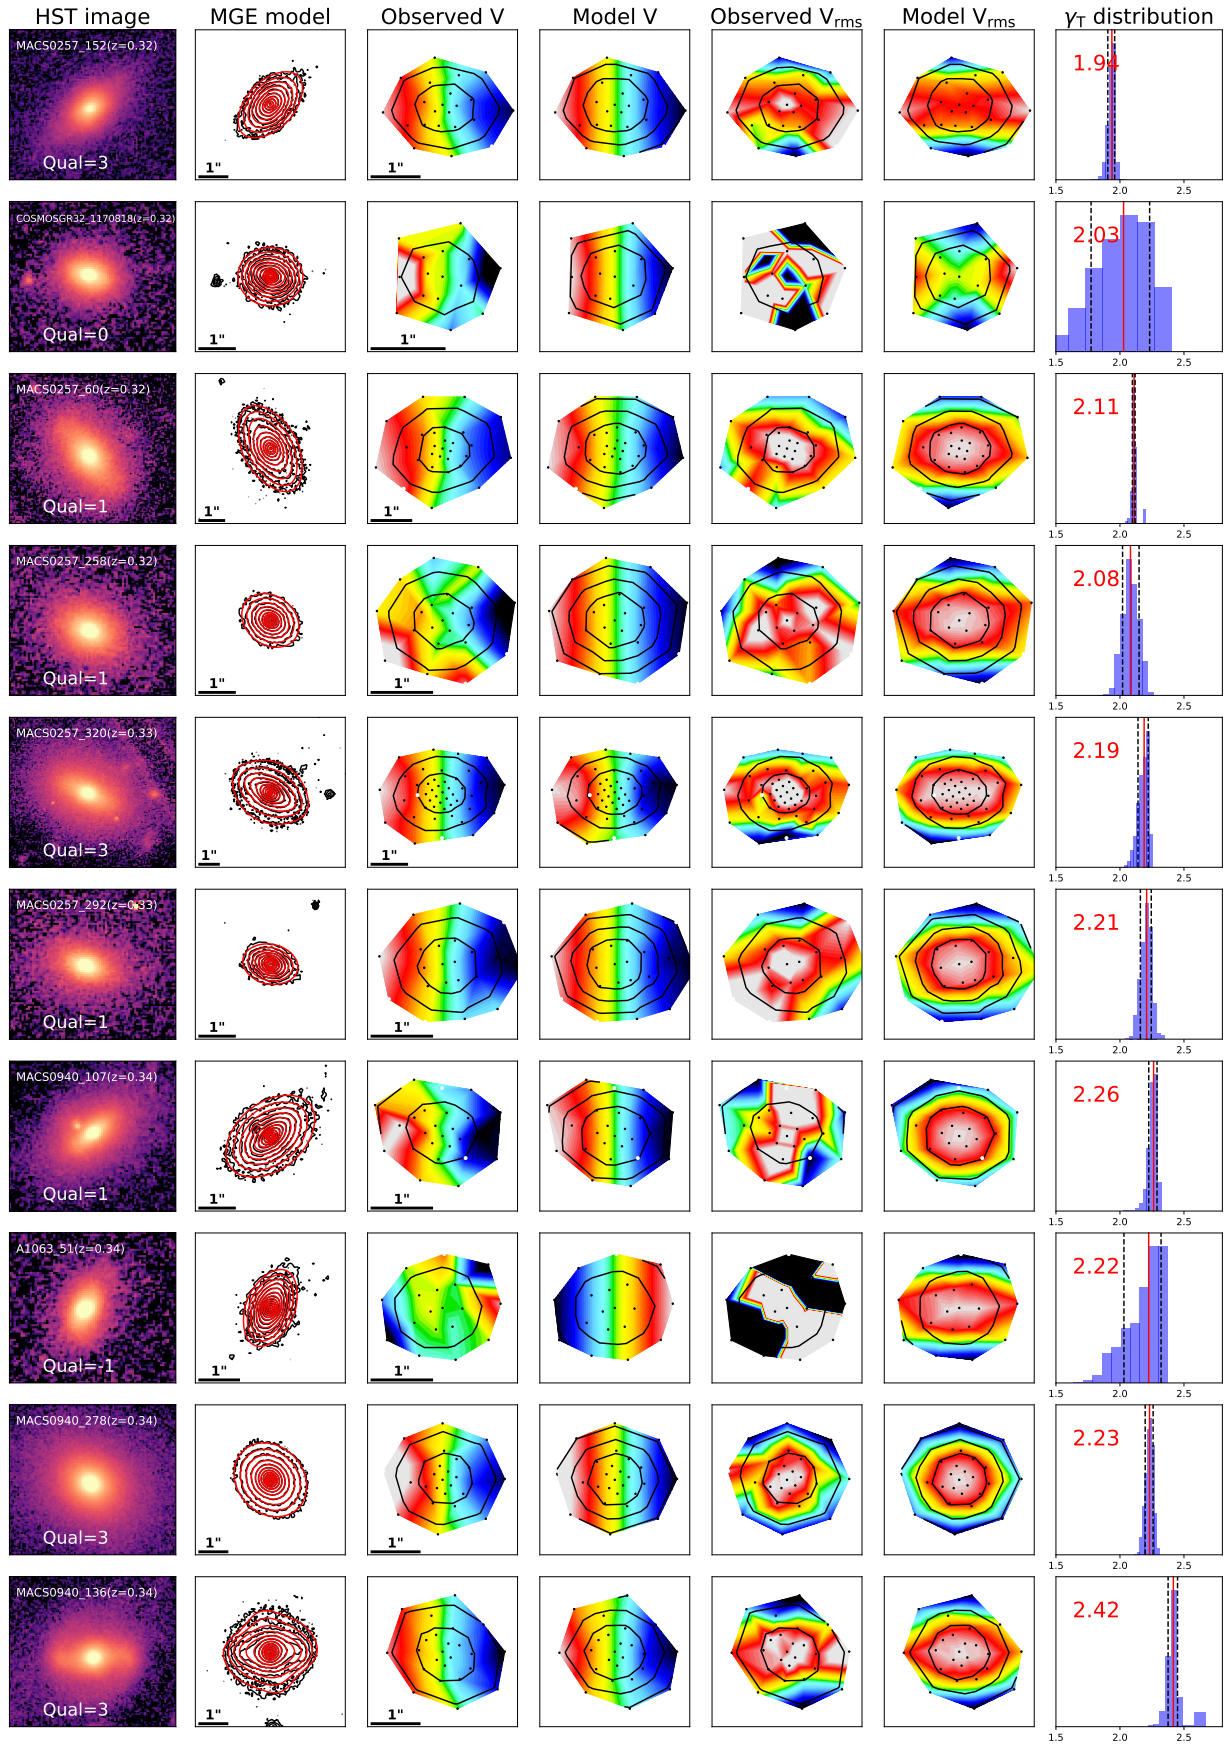 HST image MGE model Observed V Model V Observed Vrms Model Vrms γT distribution
MACS0257_152(z=0.32)
Qual=3
1"
1"
1.94
1.5 2.0 2.5
COSMOSGR32-1170818(z=0.32)
Qual=0
1"
1"
2.03
1.5 2.0 2.5
MACS0257_60(z=0.32)
Qual=1
1"
1"
2.11
1.5 2.0 2.5
MACS0257_258(z=0.32)
Qual=1
1"
1"
2.08
1.5 2.0 2.5
MACS0257_320(z=0.33)
Qual=3
1"
1"
2.19
1.5 2.0 2.5
MACS0257_292(z=0.33)
Qual=1
1"
1"
2.21
1.5 2.0 2.5
MACS0940_107(z=0.34)
Qual=1
1"
1"
2.26
1.5 2.0 2.5
A1063_51(z=0.34)
Qual=-1
1"
1"
2.22
1.5 2.0 2.5
MACS0940_278(z=0.34)
Qual=3
1"
1"
2.23
1.5 2.0 2.5
MACS0940_136(z=0.34)
Qual=3
1"
1"
2.42
1.5 2.0 2.5